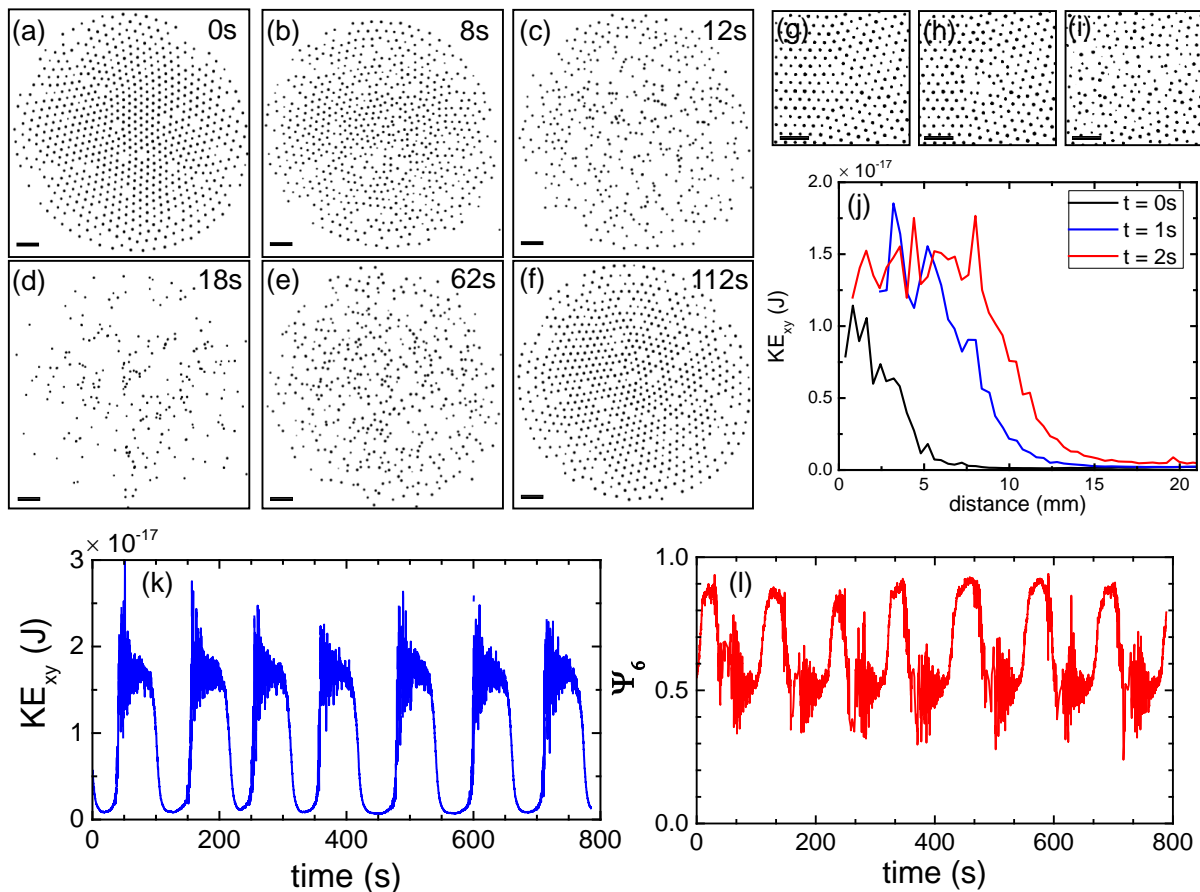 (a) 0s
(b) 8s
(c) 12s
(d) 18s
(e) 62s
(f) 112s
(g)
(h)
(i)
× 10⁻¹⁷
2.0
1.5
1.0
0.5
0.0
KExy (J)
(j)
t = 0s
t = 1s
t = 2s
0 5 10 15 20
distance (mm)
× 10⁻¹⁷
3
2
1
0
KExy (J)
(k)
0 200 400 600 800
time (s)
1.0
0.5
0.0
Ψ6
(l)
0 200 400 600 800
time (s)